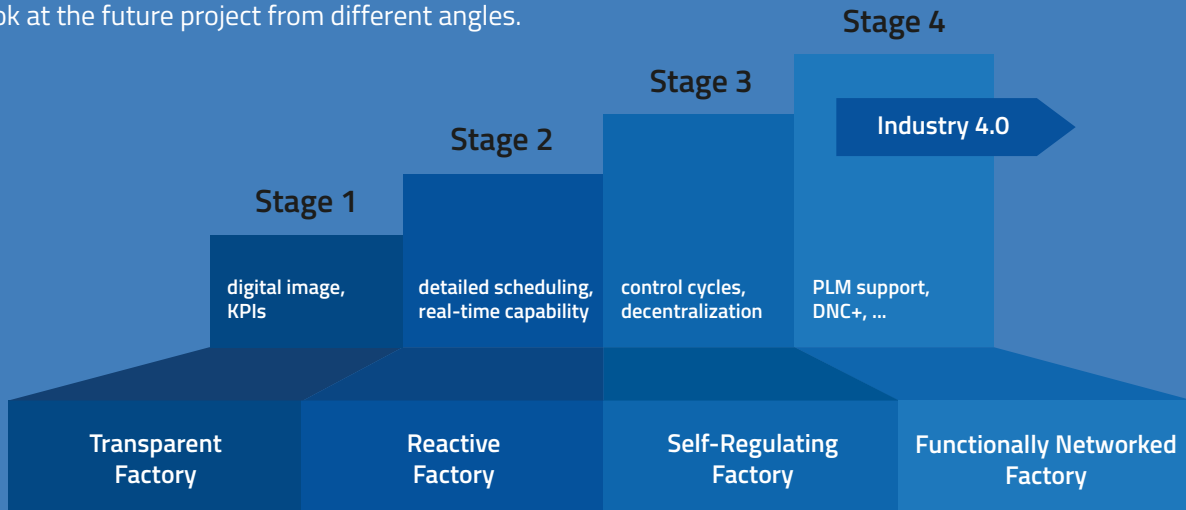 at the future project from different angles.
Stage 4
Stage 3
Industry 4.0
Stage 2
Stage 1
digital image,
KPIs
detailed scheduling,
real-time capability
control cycles,
decentralization
PLM support,
DNC+, ...
Transparent
Factory
Reactive
Factory
Self-Regulating
Factory
Functionally Networked
Factory